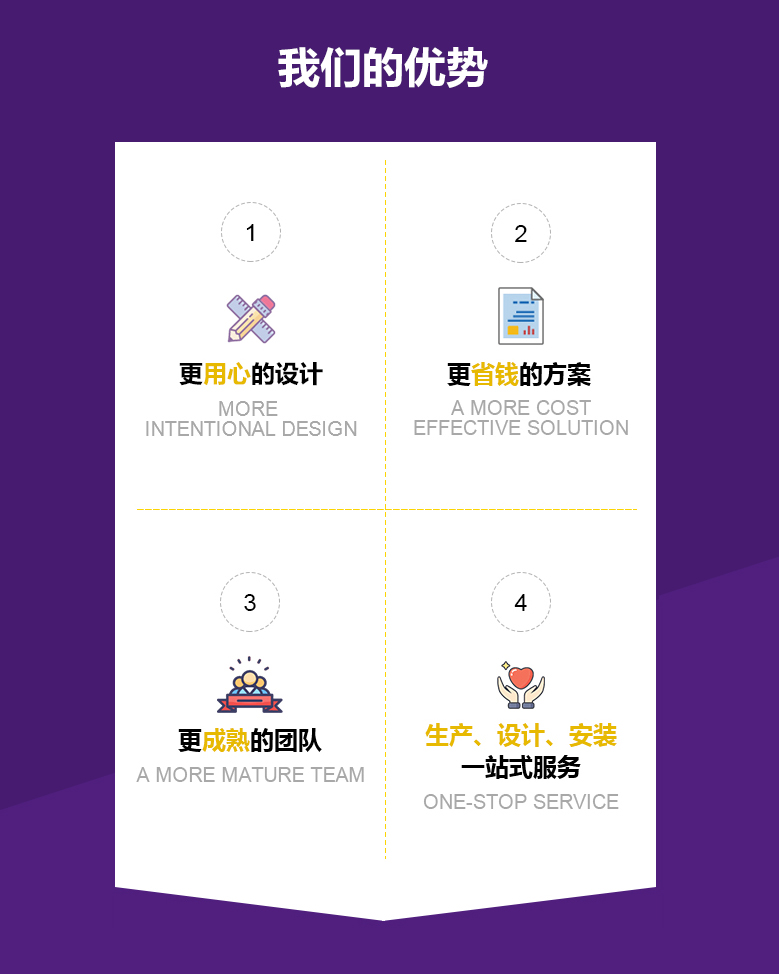 我们的优势
1
更用心的设计
MORE
INTENTIONAL DESIGN
2
更省钱的方案
A MORE COST
EFFECTIVE SOLUTION
3
更成熟的团队
A MORE MATURE TEAM
4
生产、设计、安装
一站式服务
ONE-STOP SERVICE